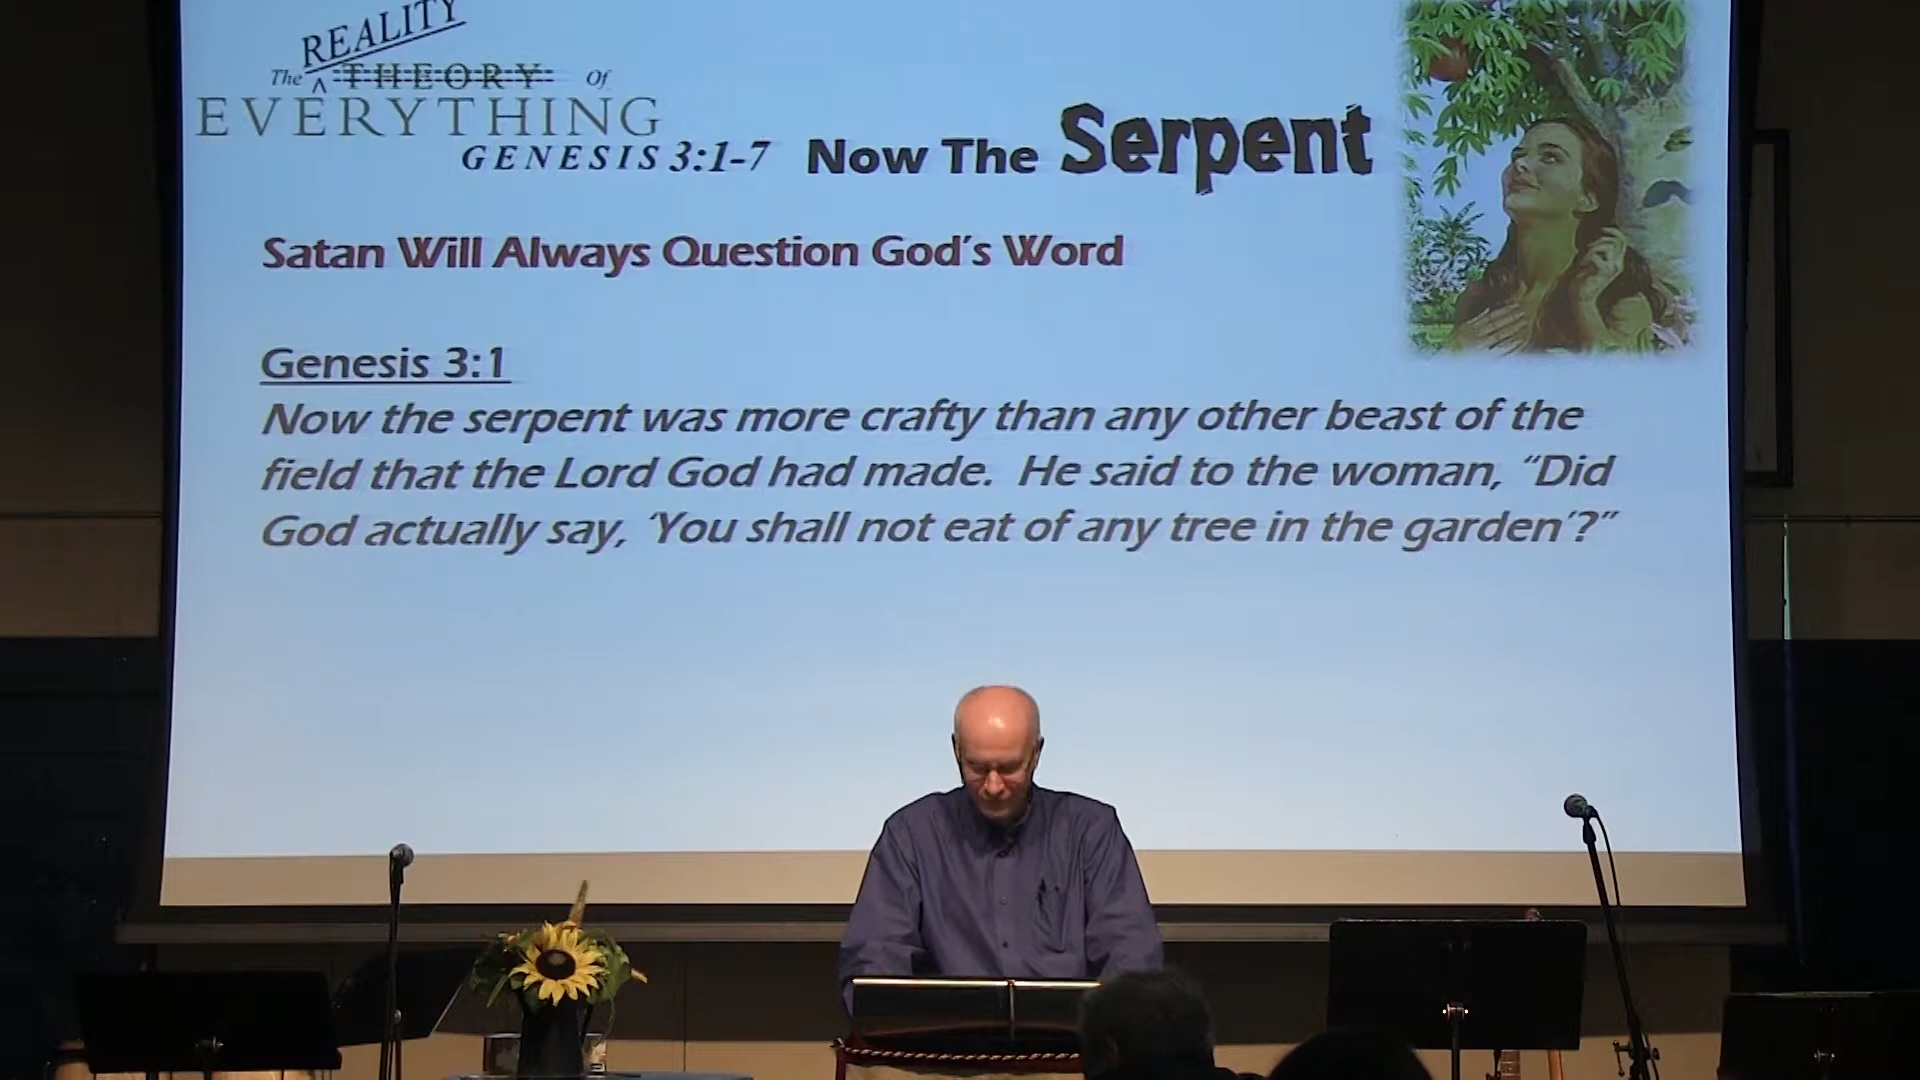 REALITY
The ^ THEORY Of
EVERYTHING
GENESIS 3:1-7 Now The Serpent
Satan Will Always Question God's Word
Genesis 3:1
Now the serpent was more crafty than any other beast of the
field that the Lord God had made. He said to the woman, “Did
God actually say, ‘You shall not eat of any tree in the garden’?”